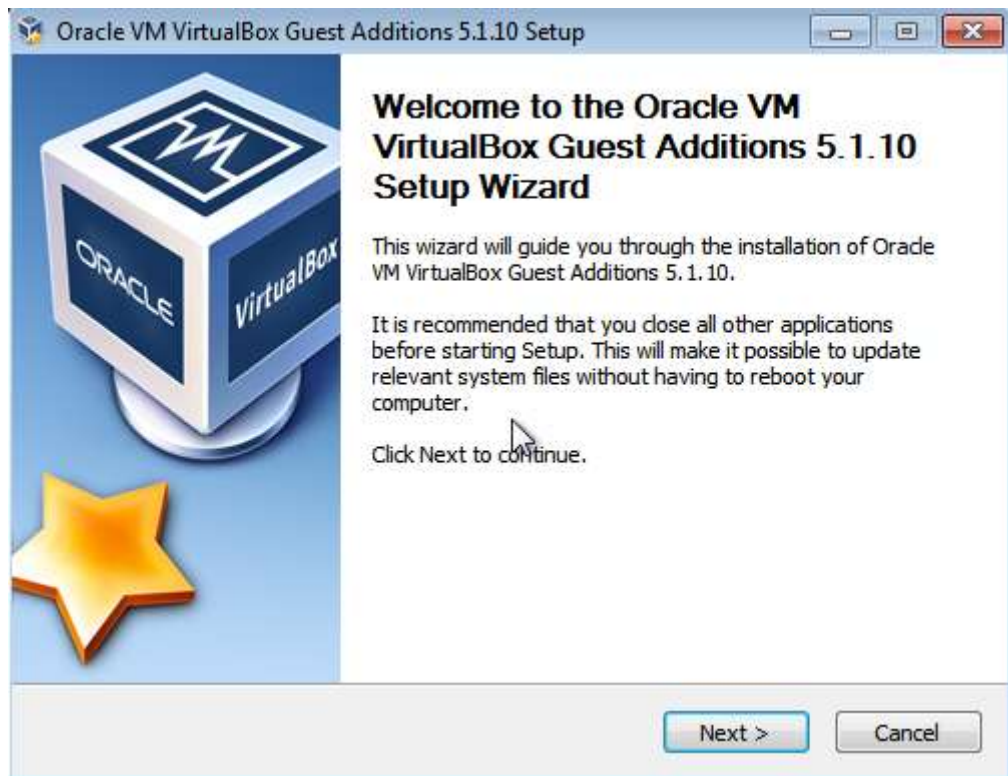 Oracle VM VirtualBox Guest Additions 5.1.10 Setup
VM
ORACLE
VirtualBox
Welcome to the Oracle VM
VirtualBox Guest Additions 5.1.10
Setup Wizard
This wizard will guide you through the installation of Oracle
VM VirtualBox Guest Additions 5.1.10.
It is recommended that you close all other applications
before starting Setup. This will make it possible to update
relevant system files without having to reboot your
computer.
Click Next to continue.
Next >
Cancel